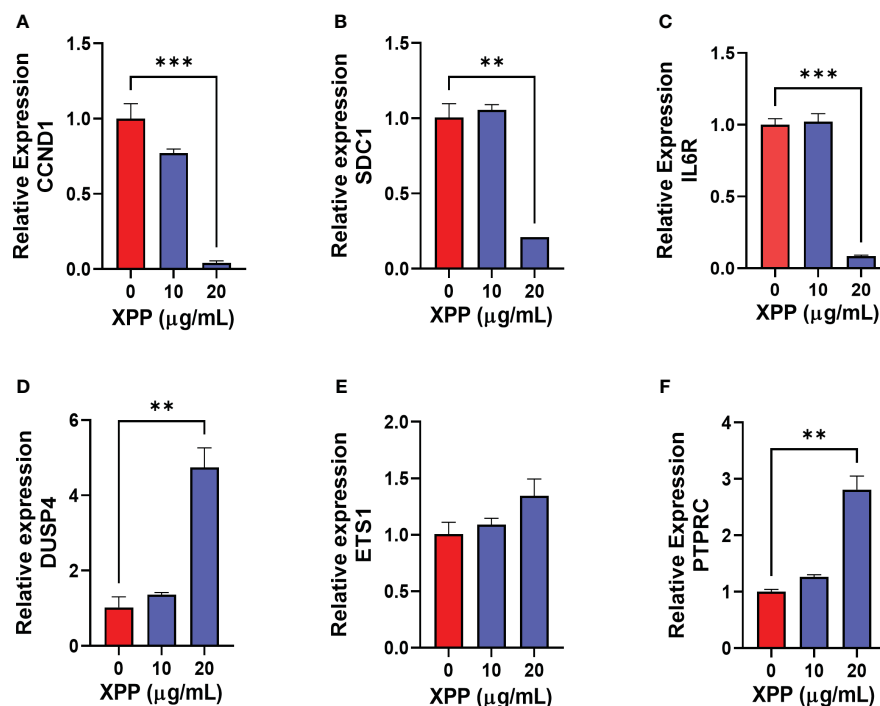 A
Relative Expression
CCND1
1.5
1.0
0.5
0.0
***
0 10 20
XPP (μg/mL)
B
Relative expression
SDC1
1.5
1.0
0.5
0.0
**
0 10 20
XPP (μg/mL)
C
Relative Expression
IL6R
1.5
1.0
0.5
0.0
***
0 10 20
XPP (μg/mL)
D
Relative expression
DUSP4
6
4
2
0
**
0 10 20
XPP (μg/mL)
E
Relative expression
ETS1
2.0
1.5
1.0
0.5
0.0
0 10 20
XPP (μg/mL)
F
Relative Expression
PTPRC
4
3
2
1
0
**
0 10 20
XPP (μg/mL)